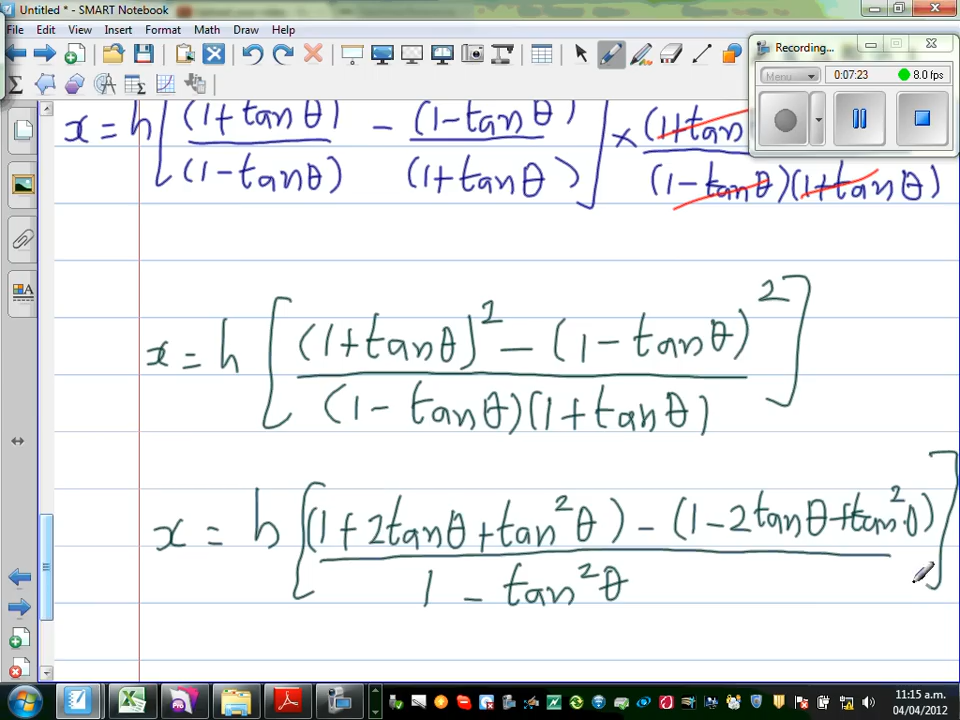 Untitled * - SMART Notebook
File Edit View Insert Format Math Draw Help
Recording...
Menu 0:07:23 8.0 fps
x = h[(1+tanθ)/(1-tanθ) - (1-tanθ)/(1+tanθ)] × (1+tan /(1-tanθ)(1+tanθ)
x = h[((1+tanθ)² - (1-tanθ)²)/((1-tanθ)(1+tanθ))]
x = h[((1+2tanθ+tan²θ) - (1-2tanθ+tan²θ))/(1-tan²θ)]
11:15 a.m.
04/04/2012